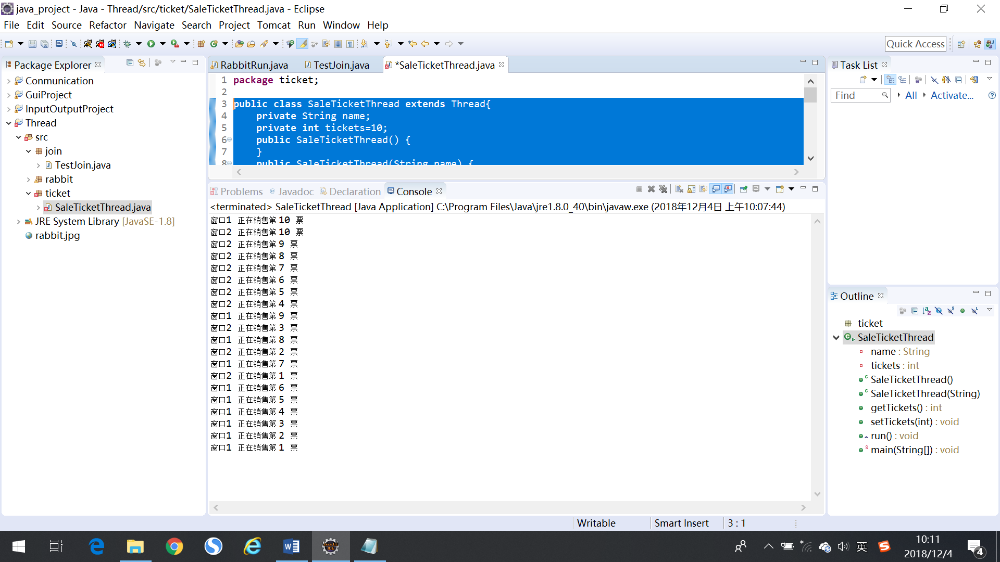 java_project - Java - Thread/src/ticket/SaleTicketThread.java - Eclipse
File Edit Source Refactor Navigate Search Project Tomcat Run Window Help
Quick Access
Package Explorer
Conmunication
GuiProject
InputOutputProject
Thread
src
join
TestJoin.java
rabbit
ticket
SaleTicketThread.java
JRE System Library [JavaSE-1.8]
rabbit.jpg
RabbitRun.java TestJoin.java *SaleTicketThread.java
1 package ticket;
2
3 public class SaleTicketThread extends Thread{
4 private String name;
5 private int tickets=10;
6 public SaleTicketThread() {
7 }
8 public SaleTicketThread(String name) {
Problems @ Javadoc Declaration Console
<terminated> SaleTicketThread [Java Application] C:\Program Files\Java\jre1.8.0_40\bin\javaw.exe (2018年12月4日 上午10:07:44)
窗口1 正在销售第 10 票
窗口2 正在销售第 10 票
窗口2 正在销售第 9 票
窗口2 正在销售第 8 票
窗口2 正在销售第 7 票
窗口2 正在销售第 6 票
窗口2 正在销售第 5 票
窗口2 正在销售第 4 票
窗口1 正在销售第 9 票
窗口2 正在销售第 3 票
窗口1 正在销售第 8 票
窗口2 正在销售第 2 票
窗口1 正在销售第 7 票
窗口2 正在销售第 1 票
窗口1 正在销售第 6 票
窗口1 正在销售第 5 票
窗口1 正在销售第 4 票
窗口1 正在销售第 3 票
窗口1 正在销售第 2 票
窗口1 正在销售第 1 票
Task List
Find All Activate...
Outline
ticket
SaleTicketThread
name : String
tickets : int
SaleTicketThread()
SaleTicketThread(String)
getTickets() : int
setTickets(int) : void
run() : void
main(String[]) : void
Writable Smart Insert 3 : 1
英
10:11
2018/12/4
4